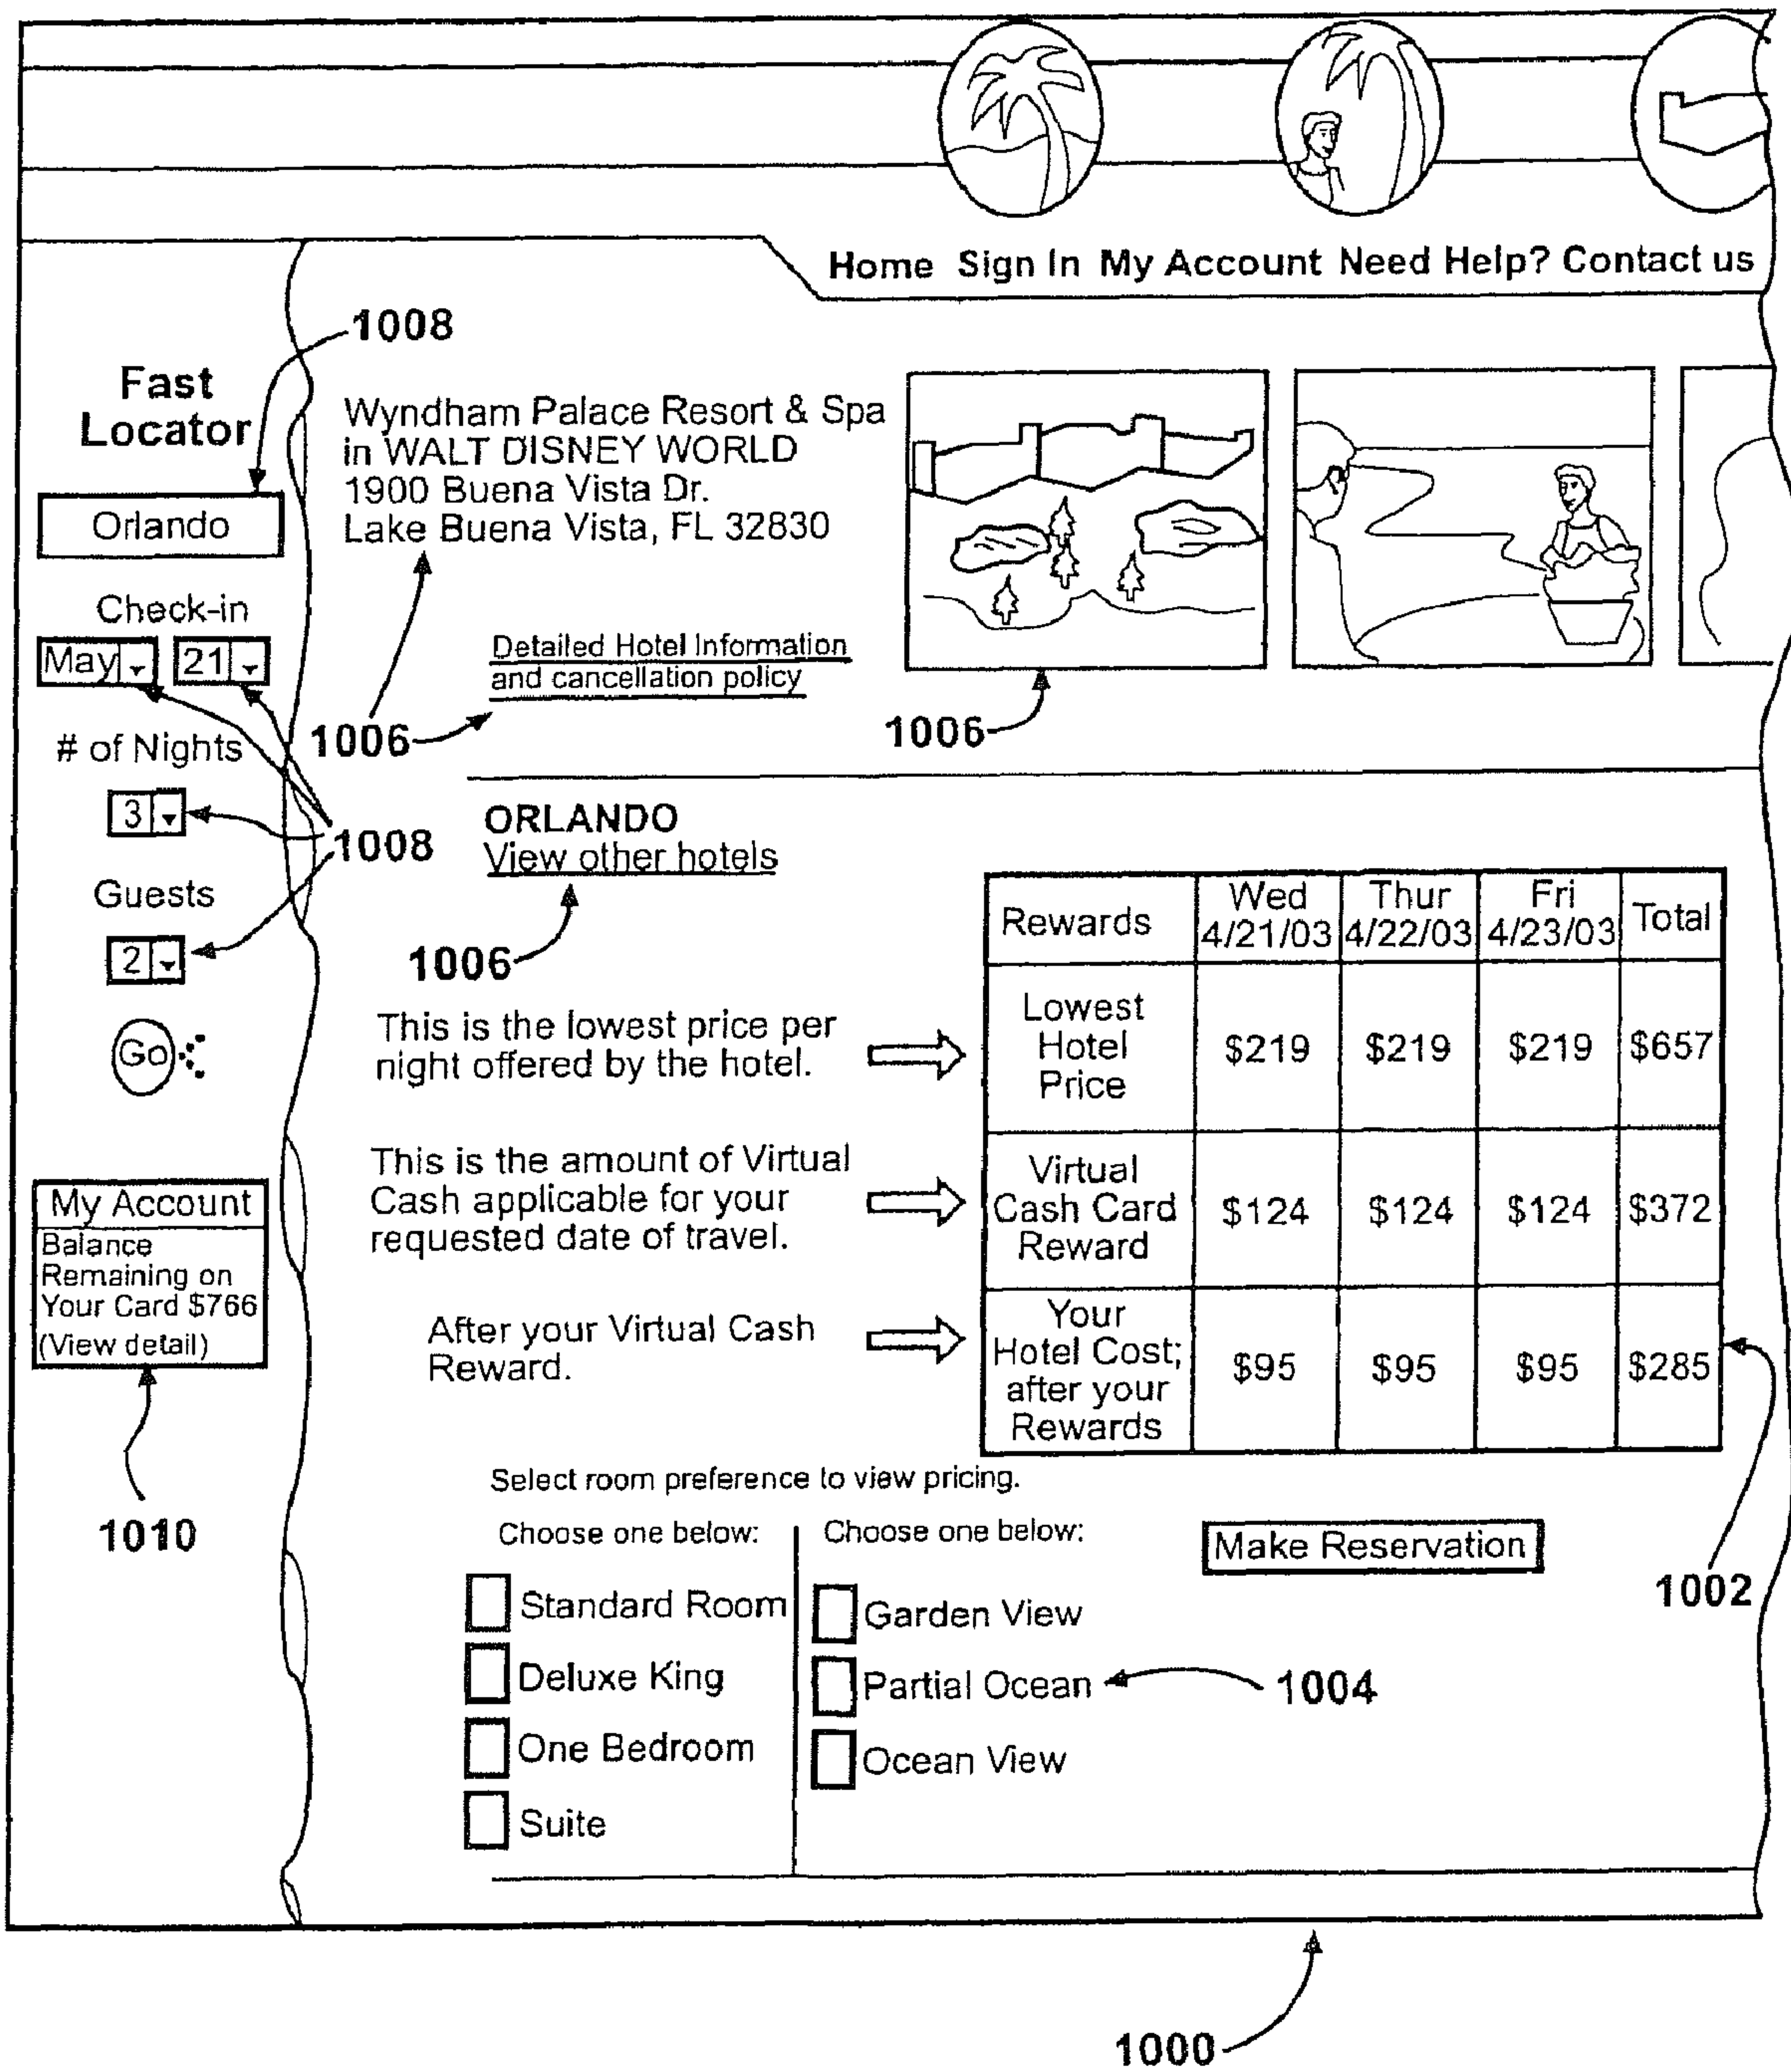 Home Sign In My Account Need Help? Contact us
1008
Fast
Locator
Orlando
Check-in
May 21
# of Nights
3
Guests
2
Go
1008
My Account
Balance
Remaining on
Your Card $766
(View detail)
1010
Wyndham Palace Resort & Spa
in WALT DISNEY WORLD
1900 Buena Vista Dr.
Lake Buena Vista, FL 32830
Detailed Hotel Information
and cancellation policy
1006
1006
ORLANDO
View other hotels
1006
This is the lowest price per
night offered by the hotel.
This is the amount of Virtual
Cash applicable for your
requested date of travel.
After your Virtual Cash
Reward.
Rewards
Wed
4/21/03
Thur
4/22/03
Fri
4/23/03
Total
Lowest
Hotel
Price
$219 $219 $219 $657
Virtual
Cash Card
Reward
$124 $124 $124 $372
Your
Hotel Cost;
after your
Rewards
$95 $95 $95 $285
1002
Select room preference to view pricing.
Choose one below:
Standard Room
Deluxe King
One Bedroom
Suite
Choose one below:
Garden View
Partial Ocean
Ocean View
1004
Make Reservation
1000